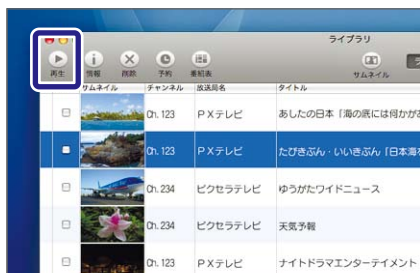 ライブラリ
再生 情報 削除 予約 番組表 サムネイル
サムネイル チャンネル 放送局名 タイトル
Ch. 123 PXテレビ あしたの日本「海の底には何かが
Ch. 123 PXテレビ たびきぶん・いいきぶん「日本海を
Ch. 234 ピクセラテレビ ゆうがたワイドニュース
Ch. 234 ピクセラテレビ 天気予報
Ch. 123 PXテレビ ナイトドラマエンターテイメント